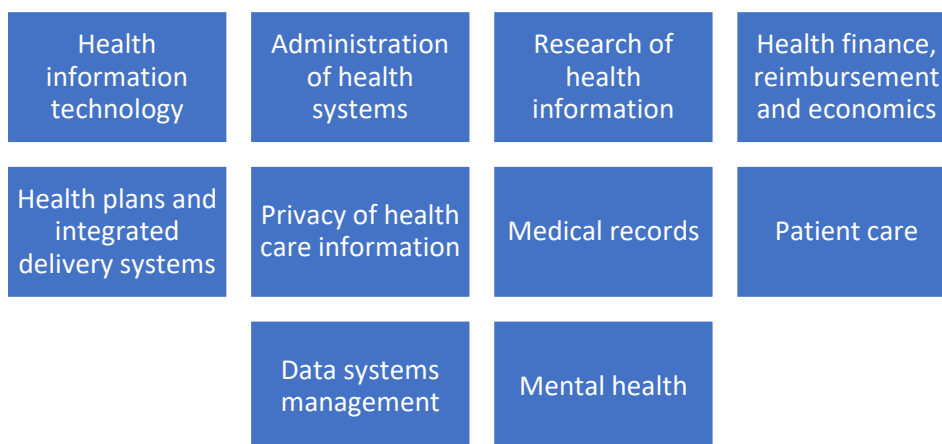 Health
information
technology
Administration
of health
systems
Research of
health
information
Health finance,
reimbursement
and economics
Health plans and
integrated
delivery systems
Privacy of health
care information
Medical records
Patient care
Data systems
management
Mental health